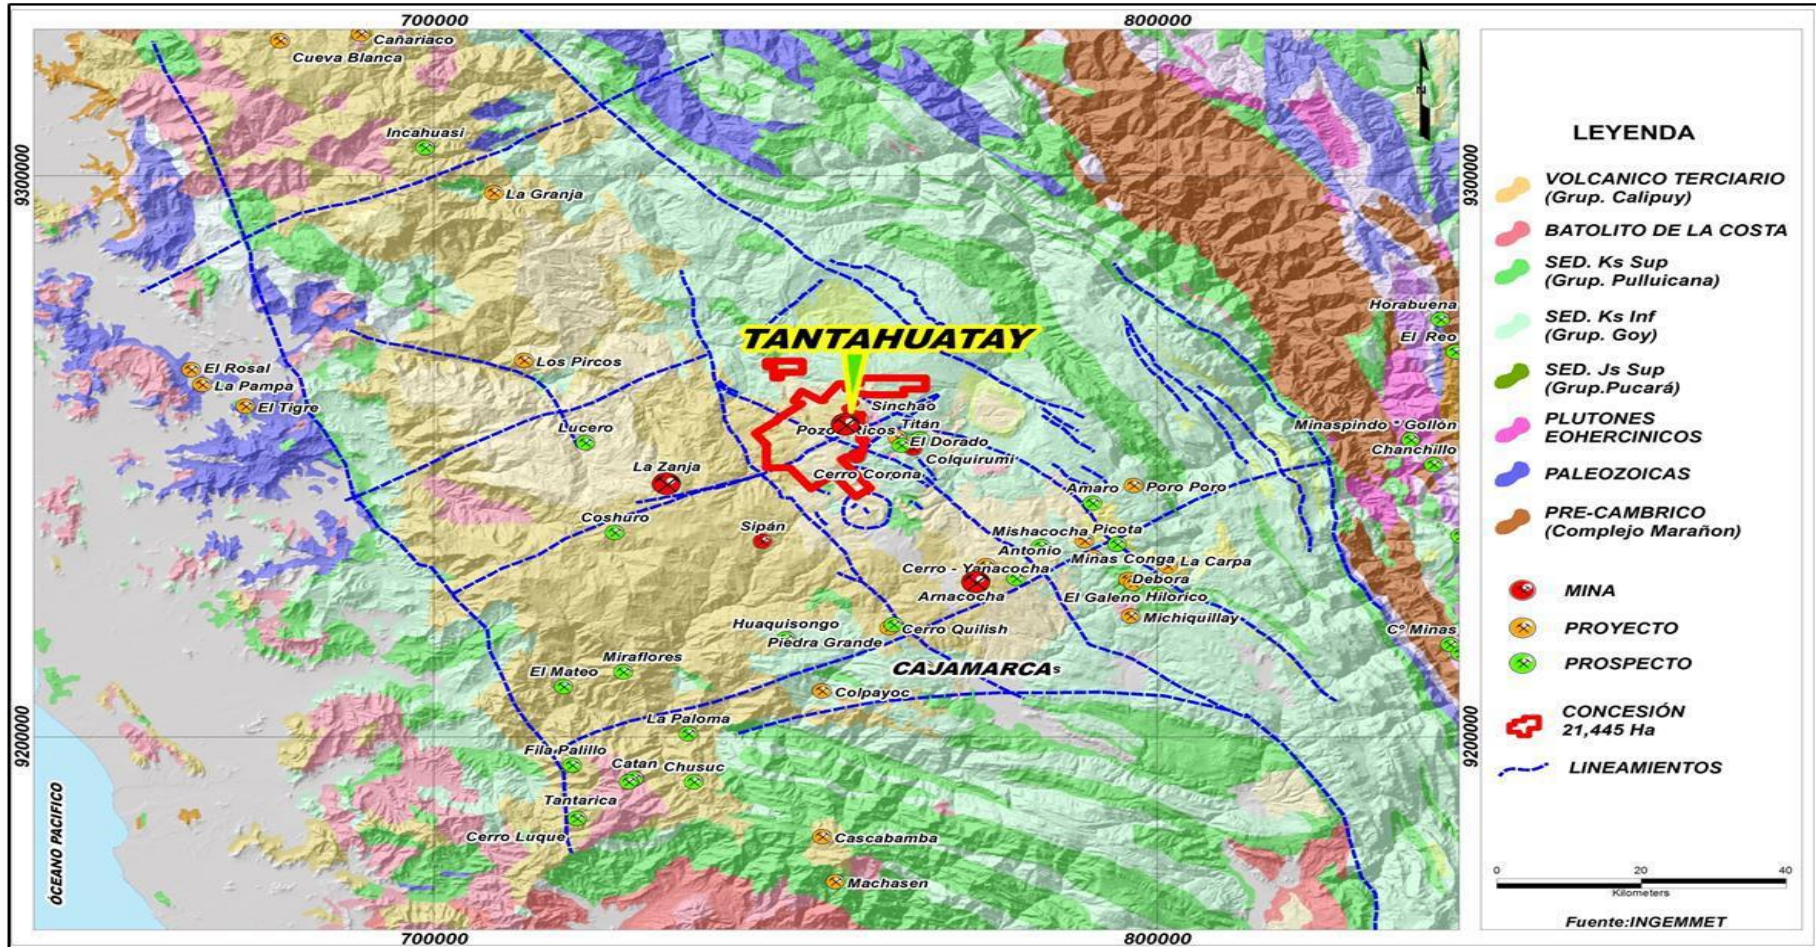 700000
800000
Cañariaco
Cueva Blanca
Incahuasi
La Granja
9300000
9300000
Horabuena
El Reo
TANTAHUATAY
Los Pircos
El Rosal
La Pampa
El Tigre
Sinchao
Titán
El Dorado
Colquirumi
Lucero
La Zanja
Cerro Corona
Minaspindo - Gollón
Chanchillo
Amaro
Poro Poro
Coshuro
Sipán
Mishacocha
Picota
Antonio
Minas Conga
La Carpa
Cerro - Yanacocha
Debora
Arnacocha
El Galeno
Hilorico
Michiquillay
Huaquisongo
Piedra Grande
Cerro Quilish
Cº Minas
Miraflores
El Mateo
CAJAMARCAs
Colpayoc
La Paloma
9200000
9200000
Fila Palillo
Catan
Chusuc
Tantarica
Cerro Luque
Cascabamba
Machasen
ÓCEANO PACIFICO
700000
800000
N
LEYENDA
VOLCANICO TERCIARIO
(Grup. Calipuy)
BATOLITO DE LA COSTA
SED. Ks Sup
(Grup. Pulluicana)
SED. Ks Inf
(Grup. Goy)
SED. Js Sup
(Grup.Pucará)
PLUTONES
EOHERCINICOS
PALEOZOICAS
PRE-CAMBRICO
(Complejo Marañon)
MINA
PROYECTO
PROSPECTO
CONCESIÓN
21,445 Ha
LINEAMIENTOS
0 20 40
Kilometers
Fuente:INGEMMET